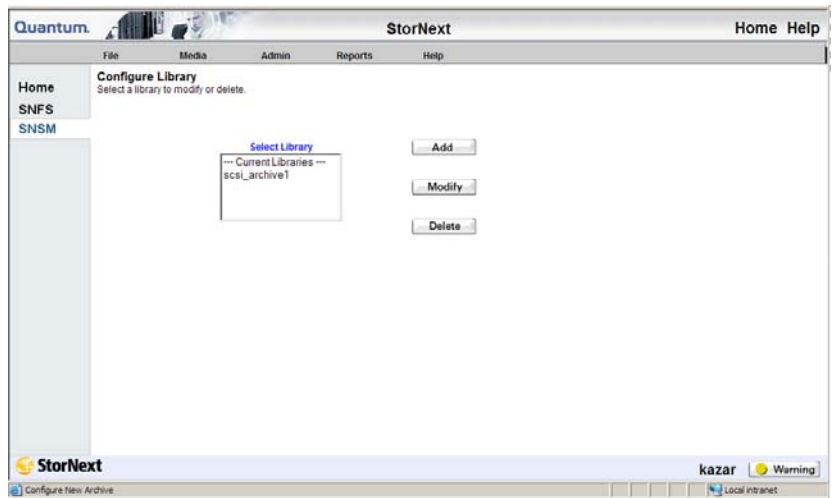 Quantum.
StorNext
Home Help
File Media Admin Reports Help
Home
SNFS
SNSM
Configure Library
Select a library to modify or delete.
Select Library
--- Current Libraries ---
scsi_archive1
Add
Modify
Delete
StorNext
kazar
Warning
Configure New Archive
Local intranet